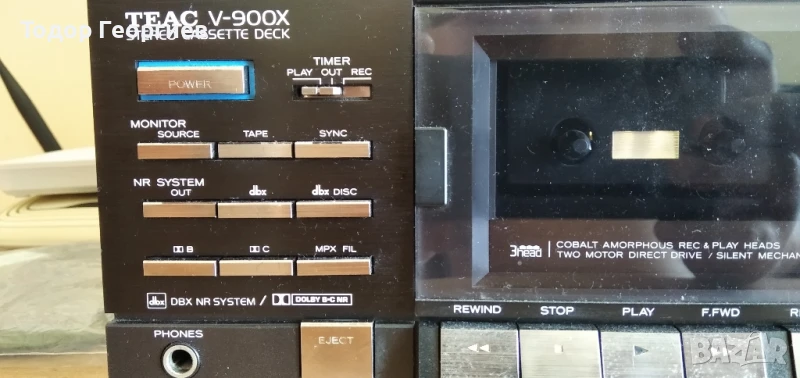 Тодор Георгиев
TEAC V-900X
STEREO CASSETTE DECK
POWER
TIMER
PLAY OUT REC
MONITOR
SOURCE TAPE SYNC
NR SYSTEM
OUT dbx dbx DISC
B C MPX FIL
dbx DBX NR SYSTEM / DOLBY B-C NR
PHONES
EJECT
3head COBALT AMORPHOUS REC & PLAY HEADS
TWO MOTOR DIRECT DRIVE / SILENT MECHAN
REWIND STOP PLAY F.FWD
BAZAR